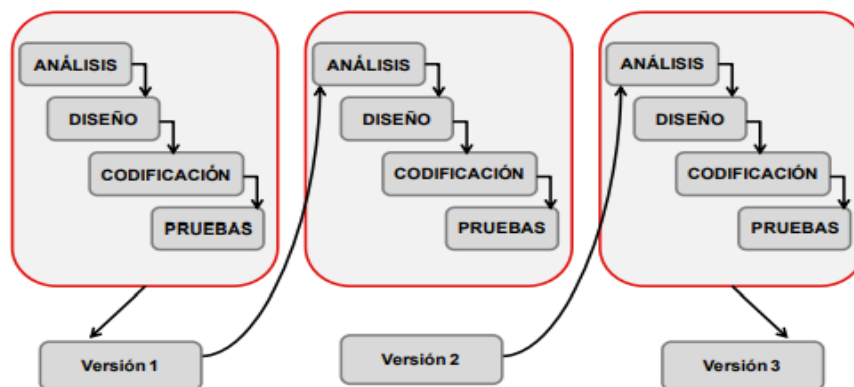 ANÁLISIS
DISEÑO
CODIFICACIÓN
PRUEBAS
ANÁLISIS
DISEÑO
CODIFICACIÓN
PRUEBAS
ANÁLISIS
DISEÑO
CODIFICACIÓN
PRUEBAS
Versión 1
Versión 2
Versión 3